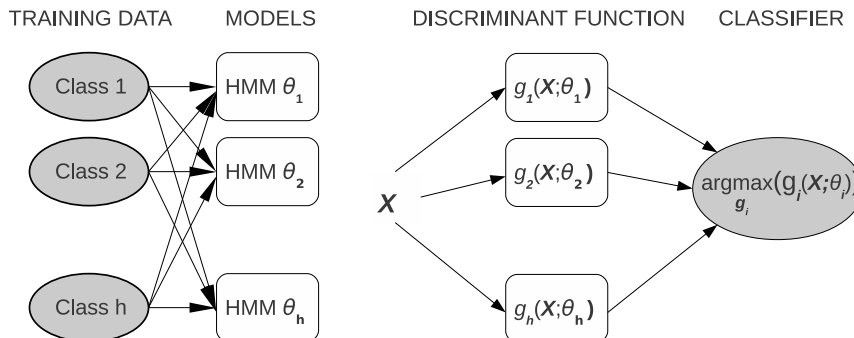 TRAINING DATA MODELS DISCRIMINANT FUNCTION CLASSIFIER
Class 1 HMM θ1 g1(X;θ1)
Class 2 HMM θ2 g2(X;θ2)
X
argmax(gi(X;θi))
gi
Class h HMM θh gh(X;θh)